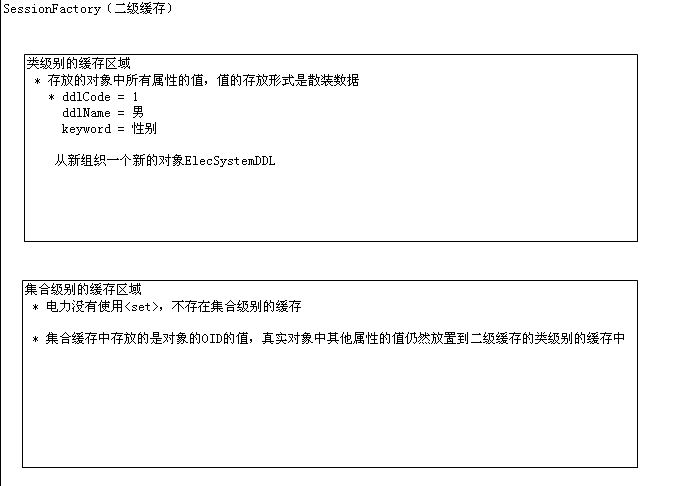 SessionFactory（二级缓存）
类级别的缓存区域
* 存放的对象中所有属性的值，值的存放形式是散装数据
* ddlCode = 1
ddlName = 男
keyword = 性别
从新组织一个新的对象ElecSystemDDL
集合级别的缓存区域
* 电力没有使用<set>，不存在集合级别的缓存
* 集合缓存中存放的是对象的OID的值，真实对象中其他属性的值仍然放置到二级缓存的类级别的缓存中